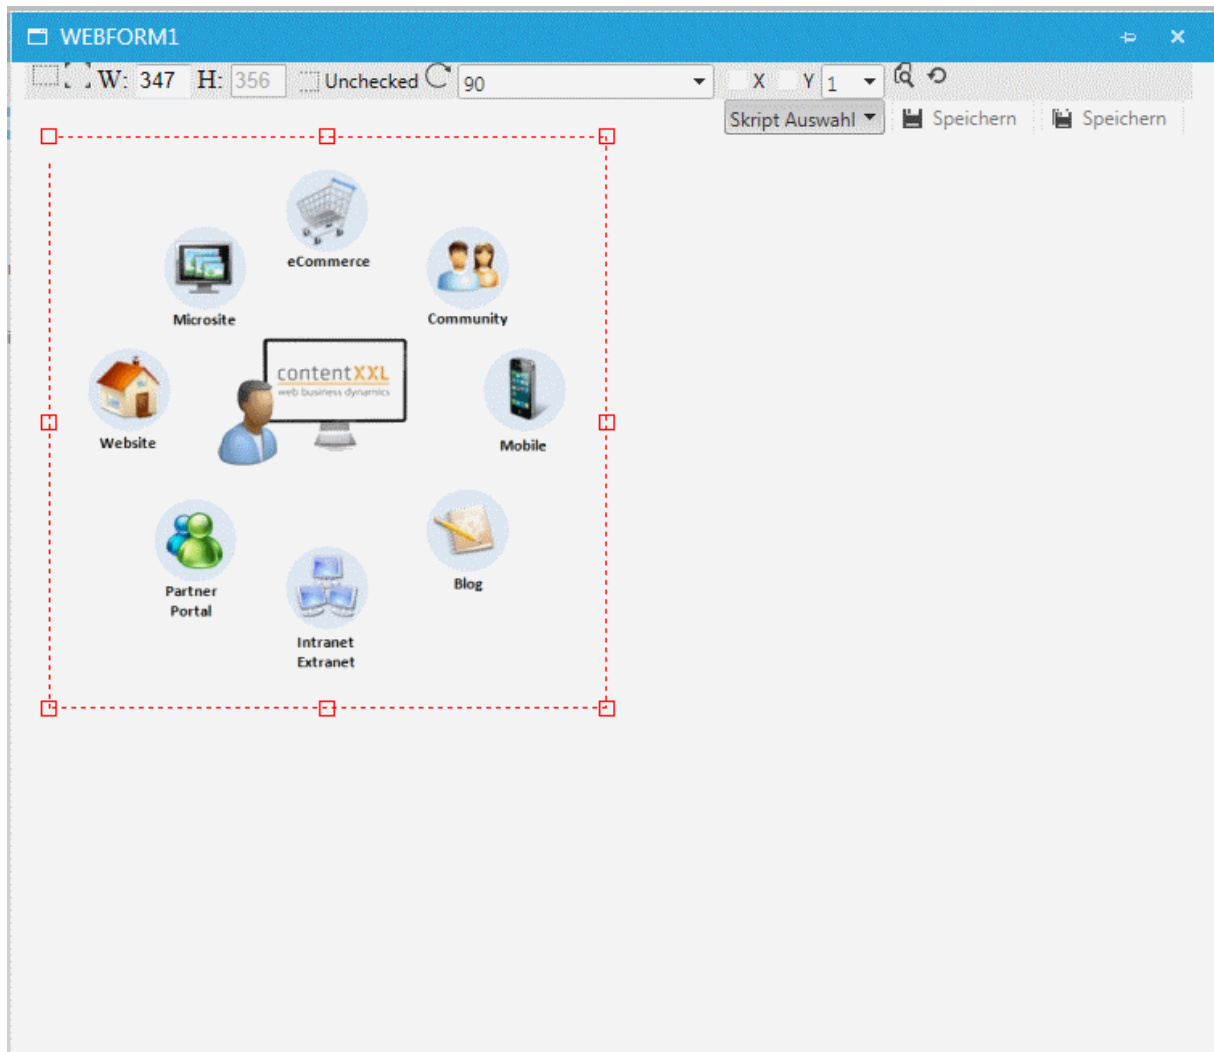 WEBFORM1
W: 347 H: 356 Unchecked 90 X Y 1
Skript Auswahl Speichern Speichern
eCommerce
Microsite
Community
contentXXL
web business dynamics
Website
Mobile
Blog
Partner
Portal
Intranet
Extranet